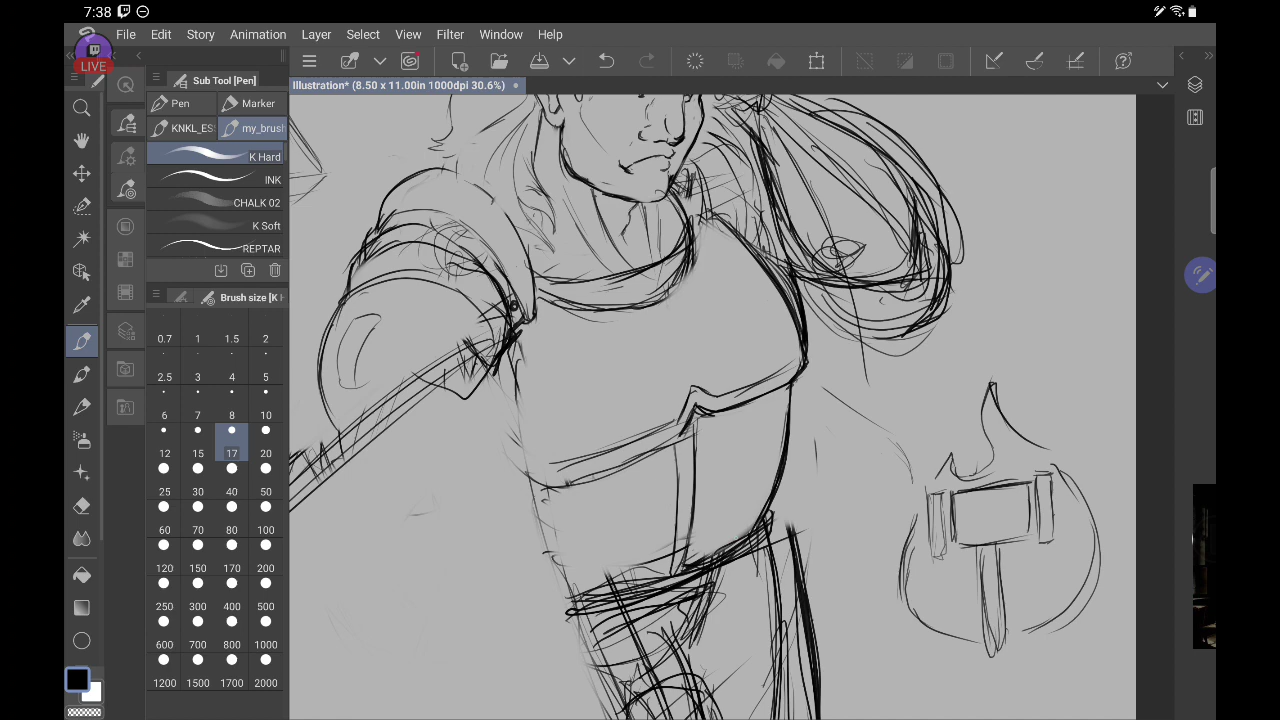 7:38
LIVE
File Edit Story Animation Layer Select View Filter Window Help
Sub Tool [Pen]
Illustration* (8.50 x 11.00in 1000dpi 30.6%)
Pen Marker
KNKL_ES my_brush
K Hard
INK
CHALK 02
K Soft
REPTAR
Brush size [K H
0.7 1 1.5 2
2.5 3 4 5
6 7 8 10
12 15 17 20
25 30 40 50
60 70 80 100
120 150 170 200
250 300 400 500
600 700 800 1000
1200 1500 1700 2000